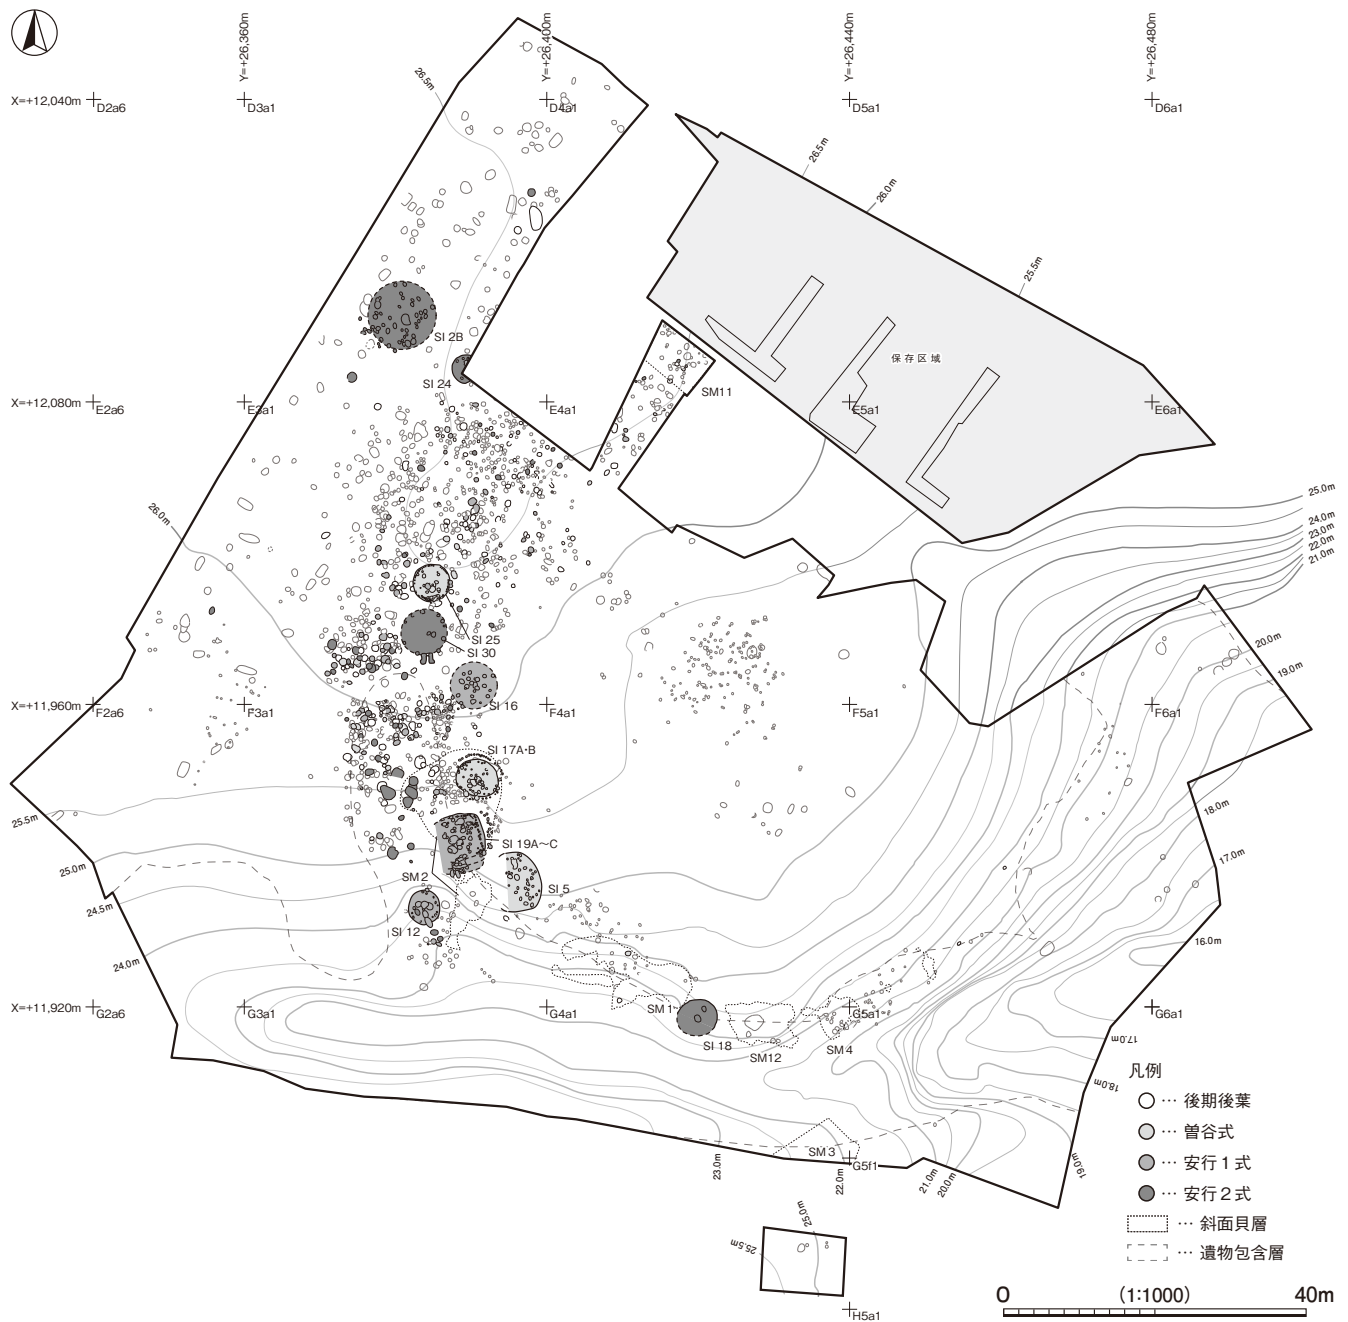 Y=+26,360m
Y=+26,400m
Y=+26,440m
Y=+26,480m
X=+12,040m
D2a6
D3a1
D4a1
D5a1
D6a1
26.5m
26.5m
26.0m
25.5m
SI 2B
SI 24
保存区域
SM11
X=+12,080m
E2a6
E3a1
E4a1
E5a1
E6a1
26.0m
25.0m
24.0m
23.0m
22.0m
21.0m
SI 25
SI 30
SI 16
20.0m
19.0m
X=+11,960m
F2a6
F3a1
F4a1
F5a1
F6a1
SI 17A·B
25.5m
18.0m
SI 19A〜C
17.0m
25.0m
SM 2
SI 5
24.5m
SI 12
24.0m
16.0m
X=+11,920m
G2a6
G3a1
G4a1
SM 1
G5a1
G6a1
SI 18
SM12
SM 4
17.0m
18.0m
SM 3
G5f1
23.0m
22.0m
21.0m
20.0m
19.0m
凡例
… 後期後葉
… 曽谷式
… 安行1式
… 安行2式
… 斜面貝層
… 遺物包含層
25.0m
25.5m
H5a1
0 (1:1000) 40m